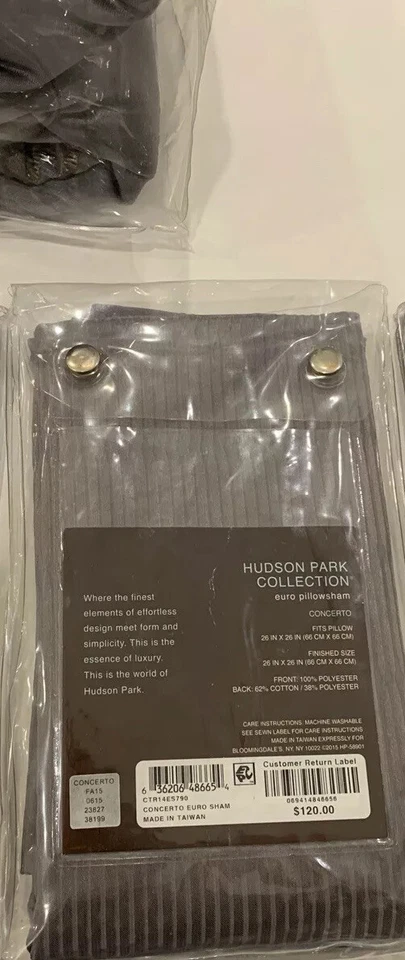 HUDSON PARK
COLLECTION
euro pillowsham
CONCERTO
FITS PILLOW
26 IN X 26 IN (66 CM X 66 CM)
FINISHED SIZE
26 IN X 26 IN (66 CM X 66 CM)
FRONT: 100% POLYESTER
BACK: 62% COTTON / 38% POLYESTER
Where the finest
elements of effortless
design meet form and
simplicity. This is the
essence of luxury.
This is the world of
Hudson Park.
CARE INSTRUCTIONS: MACHINE WASHABLE
SEE SEWN LABEL FOR CARE INSTRUCTIONS
MADE IN TAIWAN EXPRESSLY FOR
BLOOMINGDALE'S, NY, NY 10022 ©2015 HP-58901
CONCERTO
FA15
0615
23827
38199
6 36206 48665 4
CTR14E5790
CONCERTO EURO SHAM
MADE IN TAIWAN
Customer Return Label
069414848656
$120.00